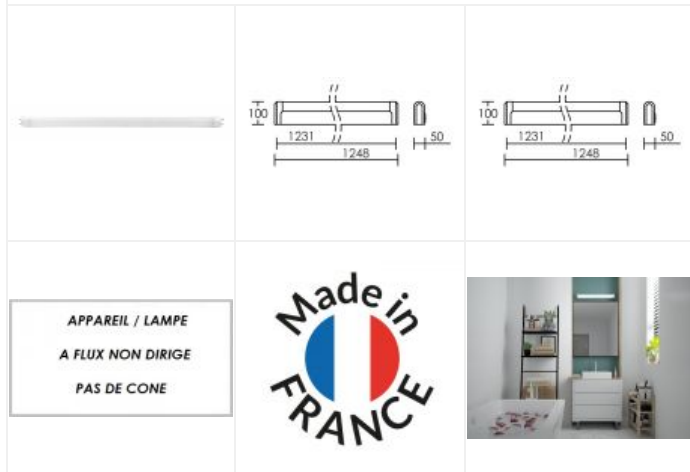 100
1231
1248
50
100
1231
1248
50
APPAREIL / LAMPE
A FLUX NON DIRIGE
PAS DE CONE
Made in
FRANCE